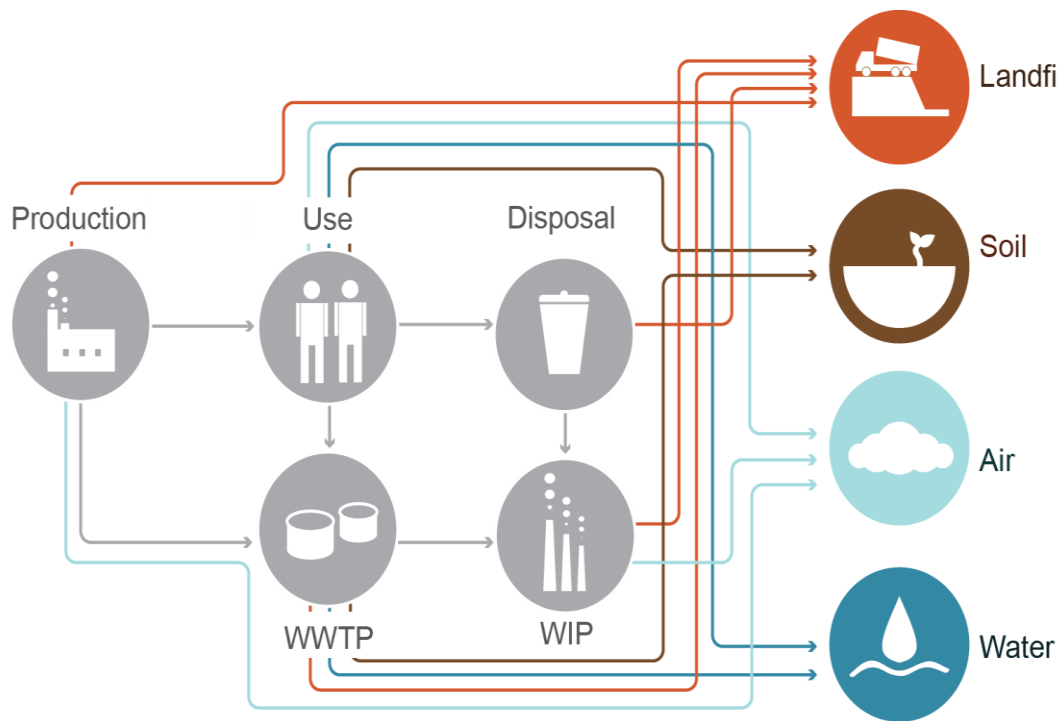 Landfi
Production
Use
Disposal
Soil
Air
WWTP
WIP
Water